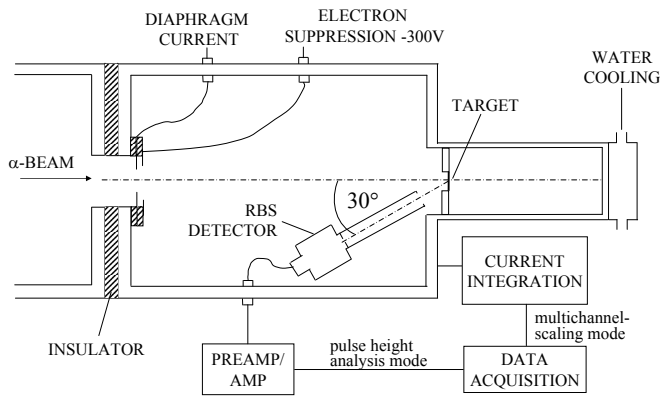 DIAPHRAGM
CURRENT
ELECTRON
SUPPRESSION -300V
WATER
COOLING
TARGET
α-BEAM
30°
RBS
DETECTOR
CURRENT
INTEGRATION
INSULATOR
multichannel-
scaling mode
PREAMP/
AMP
pulse height
analysis mode
DATA
ACQUISITION